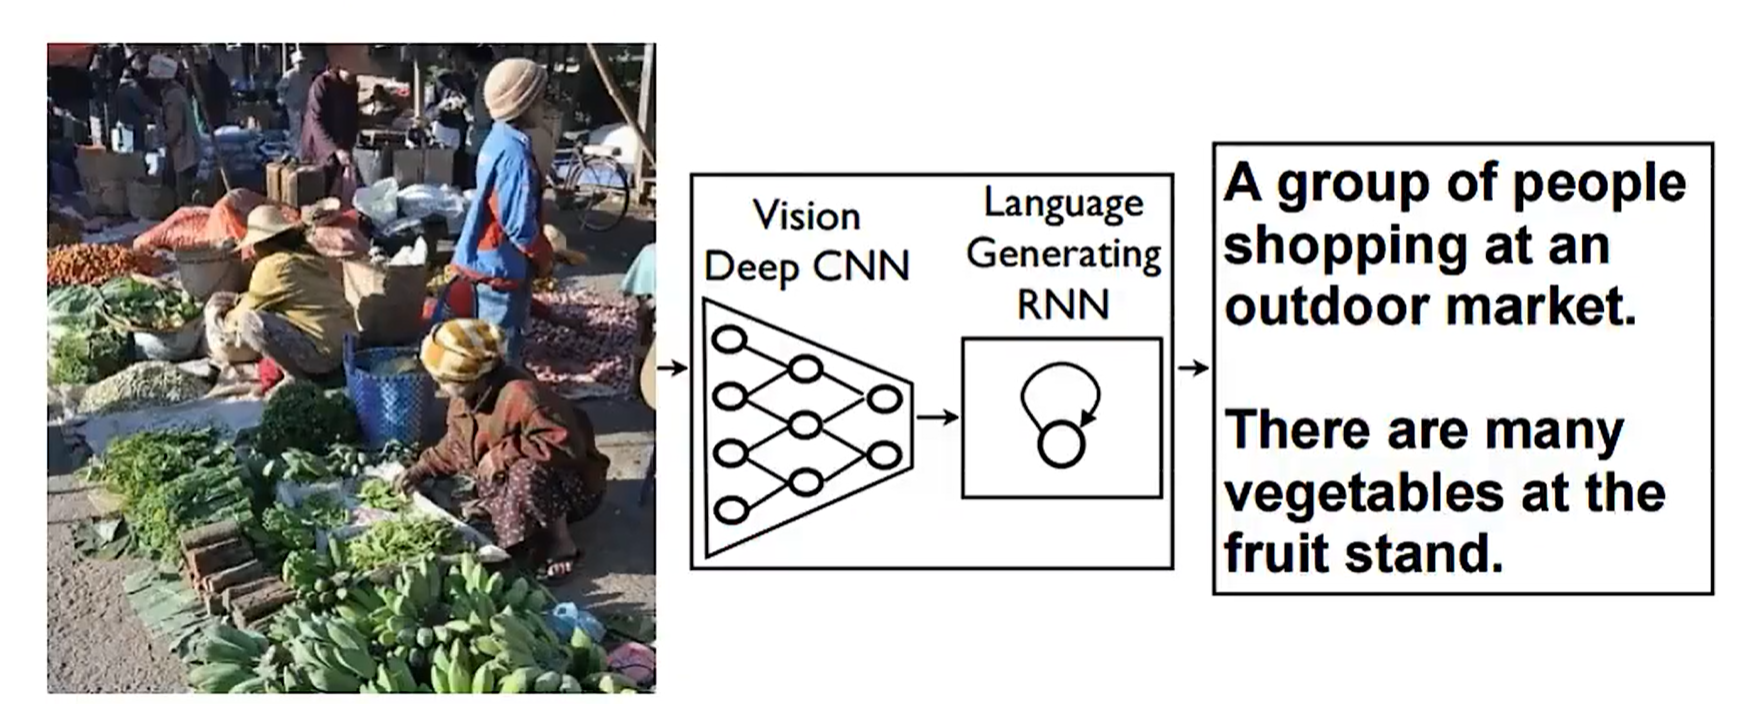 Vision
Deep CNN
Language
Generating
RNN
A group of people
shopping at an
outdoor market.
There are many
vegetables at the
fruit stand.